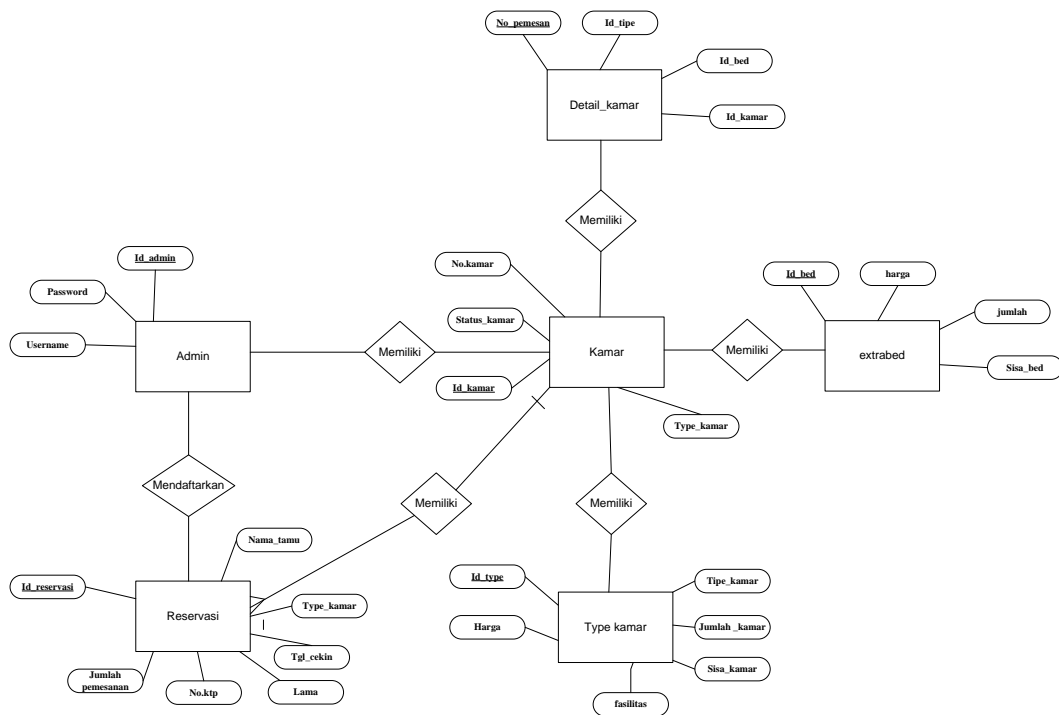 No_pemesan
Id_tipe
Id_bed
Detail_kamar
Id_kamar
Memiliki
Id_admin
No.kamar
Id_bed
harga
Password
Status_kamar
jumlah
Username
Admin
Memiliki
Kamar
Memiliki
extrabed
Sisa_bed
Id_kamar
Type_kamar
Mendaftarkan
Memiliki
Memiliki
Nama_tamu
Id_reservasi
Id_type
Tipe_kamar
Type_kamar
Reservasi
Harga
Type kamar
Jumlah _kamar
Tgl_cekin
Sisa_kamar
Jumlah
pemesanan
No.ktp
Lama
fasilitas